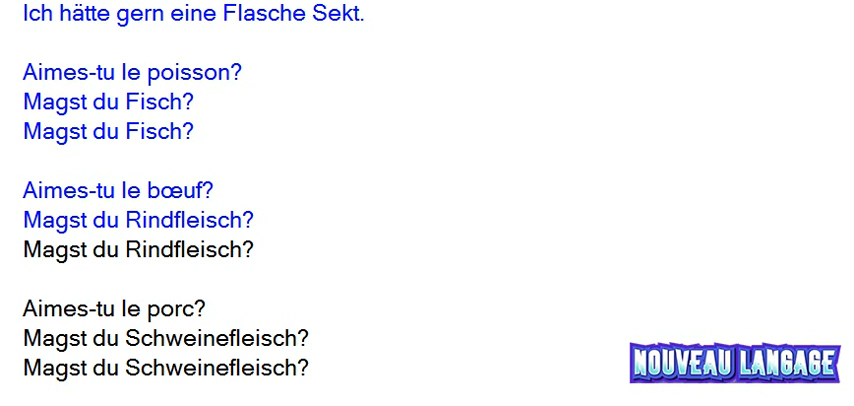 Ich hätte gern eine Flasche Sekt.
Aimes-tu le poisson?
Magst du Fisch?
Magst du Fisch?
Aimes-tu le bœuf?
Magst du Rindfleisch?
Magst du Rindfleisch?
Aimes-tu le porc?
Magst du Schweinefleisch?
Magst du Schweinefleisch?
NOUVEAU LANGAGE